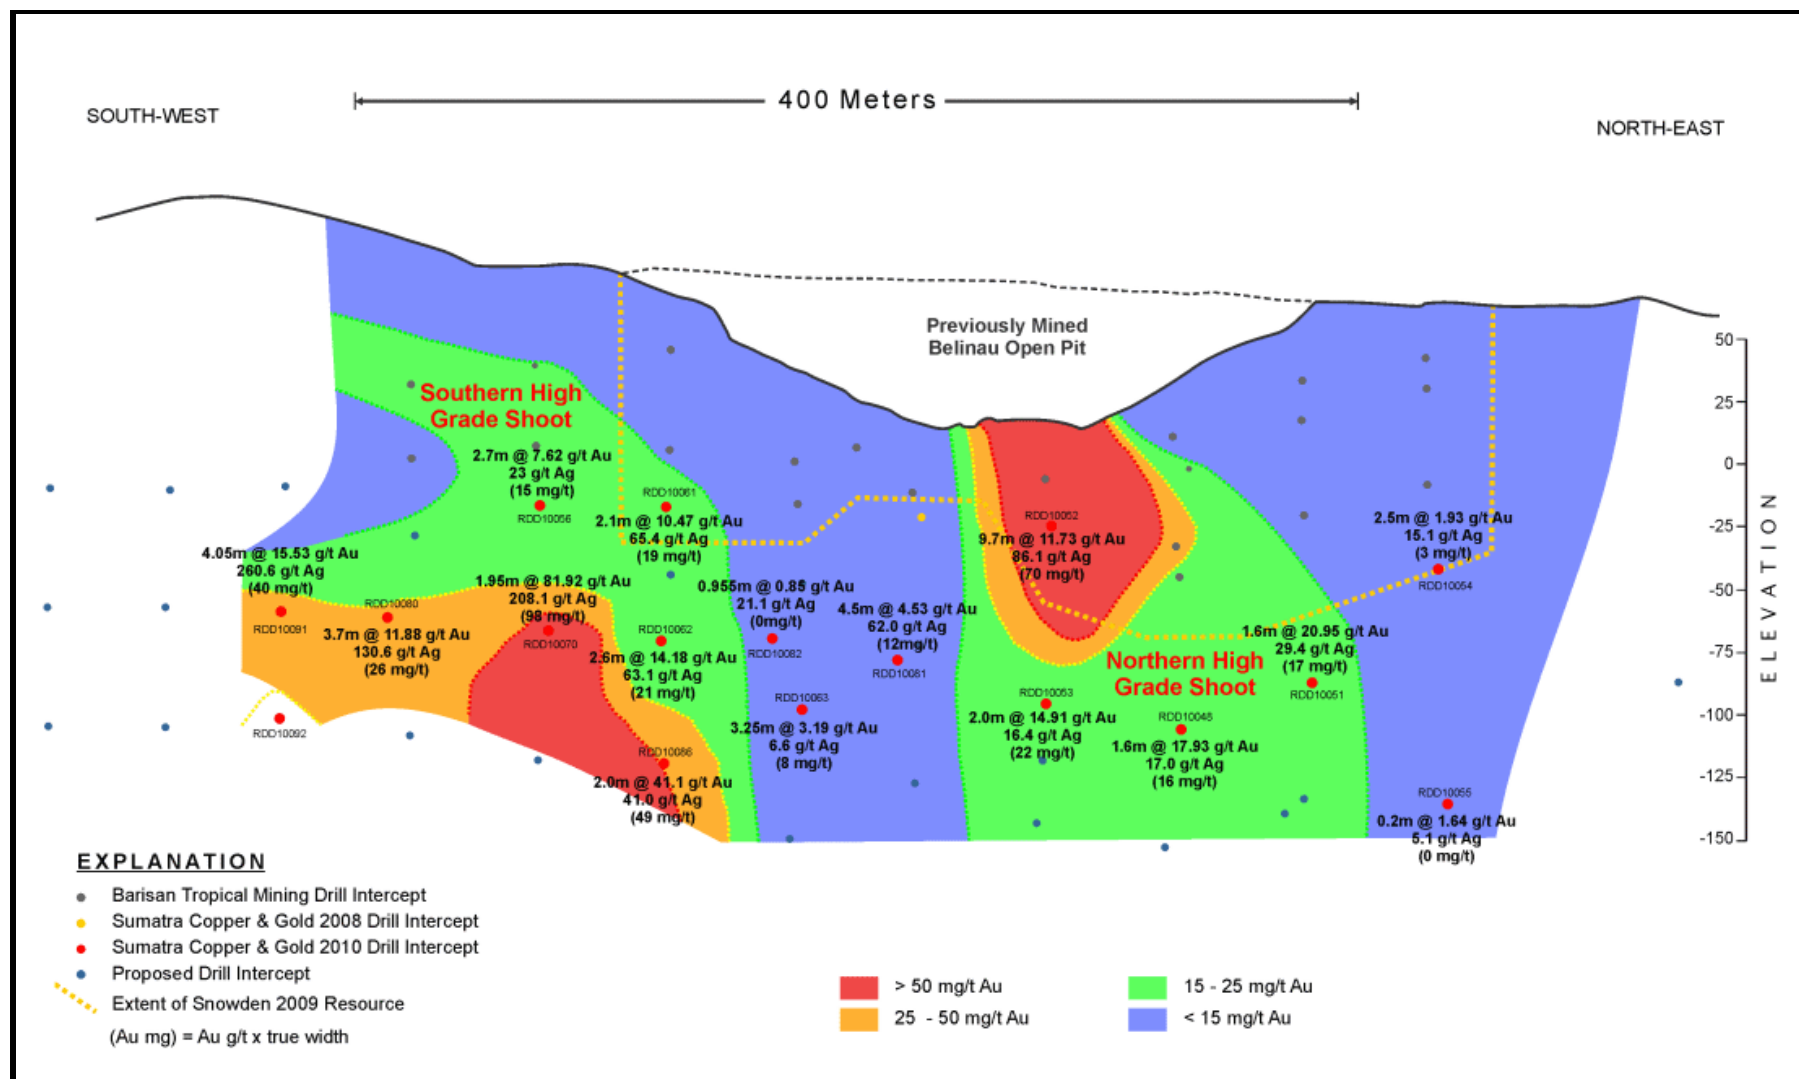 400 Meters
SOUTH-WEST
NORTH-EAST
Previously Mined
Belinau Open Pit
50
25
0
-25
-50
-75
-100
-125
-150
ELEVATION
Southern High
Grade Shoot
2.7m @ 7.62 g/t Au
23 g/t Ag
(15 mg/t)
RDD10056
RDD10061
2.1m @ 10.47 g/t Au
65.4 g/t Ag
(19 mg/t)
RDD10052
9.7m @ 11.73 g/t Au
86.1 g/t Ag
(70 mg/t)
2.5m @ 1.93 g/t Au
15.1 g/t Ag
(3 mg/t)
RDD10054
4.05m @ 15.53 g/t Au
260.6 g/t Ag
(40 mg/t)
RDD10091
RDD10080
3.7m @ 11.88 g/t Au
130.6 g/t Ag
(26 mg/t)
1.95m @ 81.92 g/t Au
208.1 g/t Ag
(98 mg/t)
RDD10070
RDD10062
2.6m @ 14.18 g/t Au
63.1 g/t Ag
(21 mg/t)
0.955m @ 0.85 g/t Au
21.1 g/t Ag
(0mg/t)
RDD10082
4.5m @ 4.53 g/t Au
62.0 g/t Ag
(12mg/t)
RDD10081
1.6m @ 20.95 g/t Au
29.4 g/t Ag
(17 mg/t)
RDD10051
Northern High
Grade Shoot
RDD10063
3.25m @ 3.19 g/t Au
6.6 g/t Ag
(8 mg/t)
RDD10053
2.0m @ 14.91 g/t Au
16.4 g/t Ag
(22 mg/t)
RDD10048
1.6m @ 17.93 g/t Au
17.0 g/t Ag
(16 mg/t)
RDD10092
RDD10086
2.0m @ 41.1 g/t Au
41.0 g/t Ag
(49 mg/t)
RDD10055
0.2m @ 1.64 g/t Au
5.1 g/t Ag
(0 mg/t)
EXPLANATION
Barisan Tropical Mining Drill Intercept
Sumatra Copper & Gold 2008 Drill Intercept
Sumatra Copper & Gold 2010 Drill Intercept
Proposed Drill Intercept
Extent of Snowden 2009 Resource
(Au mg) = Au g/t x true width
> 50 mg/t Au
25 - 50 mg/t Au
15 - 25 mg/t Au
< 15 mg/t Au